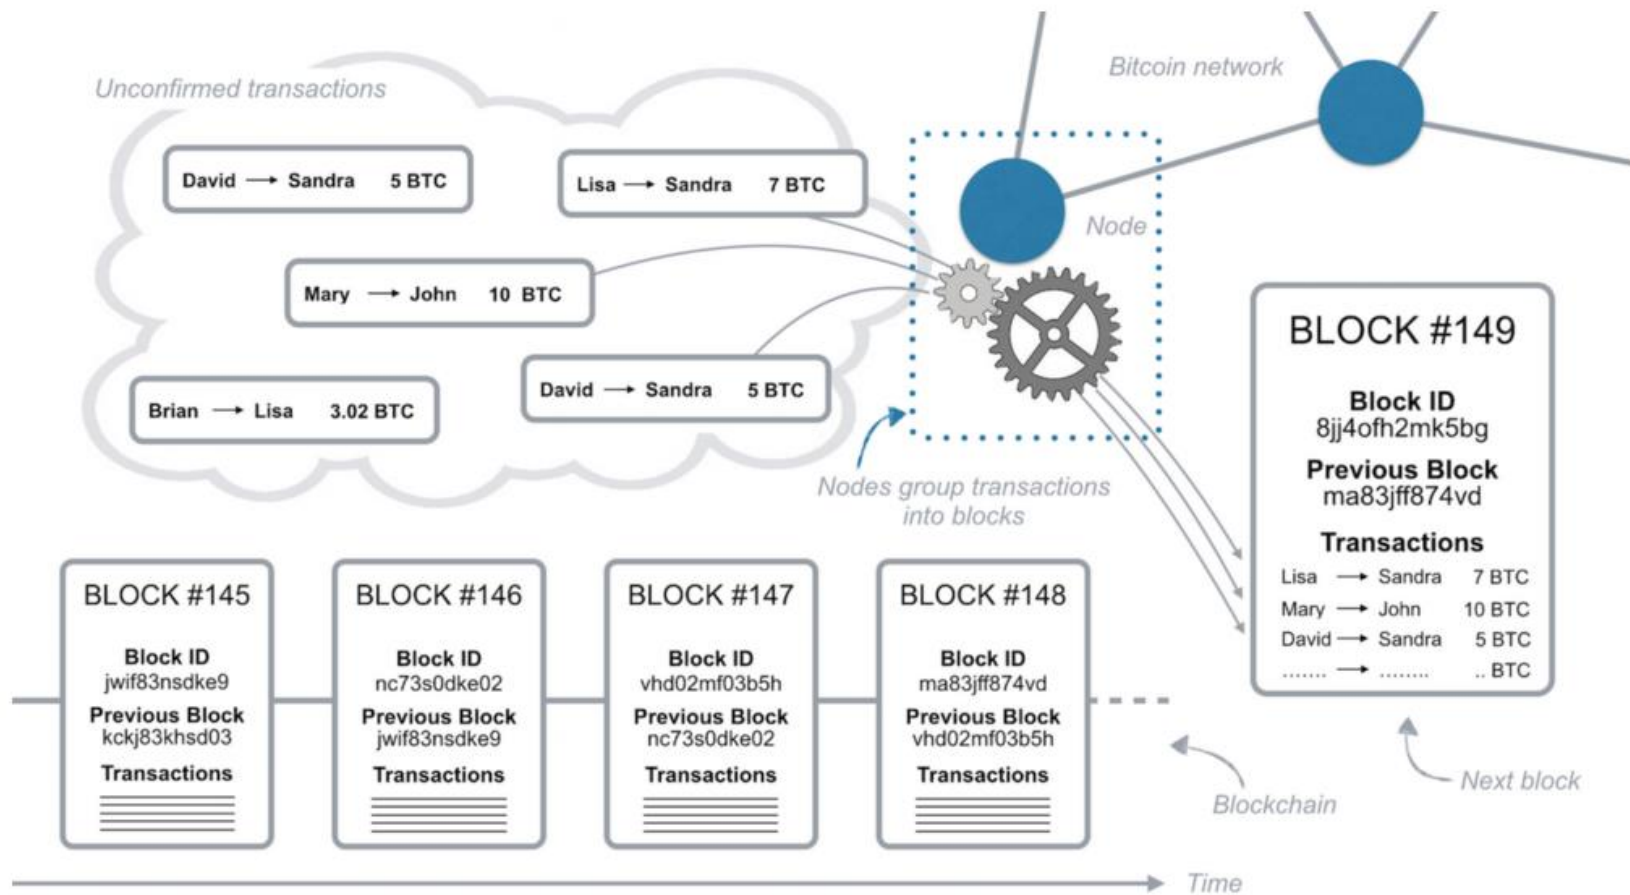 Unconfirmed transactions
Bitcoin network
David → Sandra 5 BTC
Lisa → Sandra 7 BTC
Node
Mary → John 10 BTC
David → Sandra 5 BTC
Brian → Lisa 3.02 BTC
Nodes group transactions
into blocks
BLOCK #149
Block ID
8jj4ofh2mk5bg
Previous Block
ma83jff874vd
Transactions
Lisa → Sandra 7 BTC
Mary → John 10 BTC
David → Sandra 5 BTC
....... → ........ .. BTC
BLOCK #145
Block ID
jwif83nsdke9
Previous Block
kckj83khsd03
Transactions
BLOCK #146
Block ID
nc73s0dke02
Previous Block
jwif83nsdke9
Transactions
BLOCK #147
Block ID
vhd02mf03b5h
Previous Block
nc73s0dke02
Transactions
BLOCK #148
Block ID
ma83jff874vd
Previous Block
vhd02mf03b5h
Transactions
Blockchain
Next block
Time